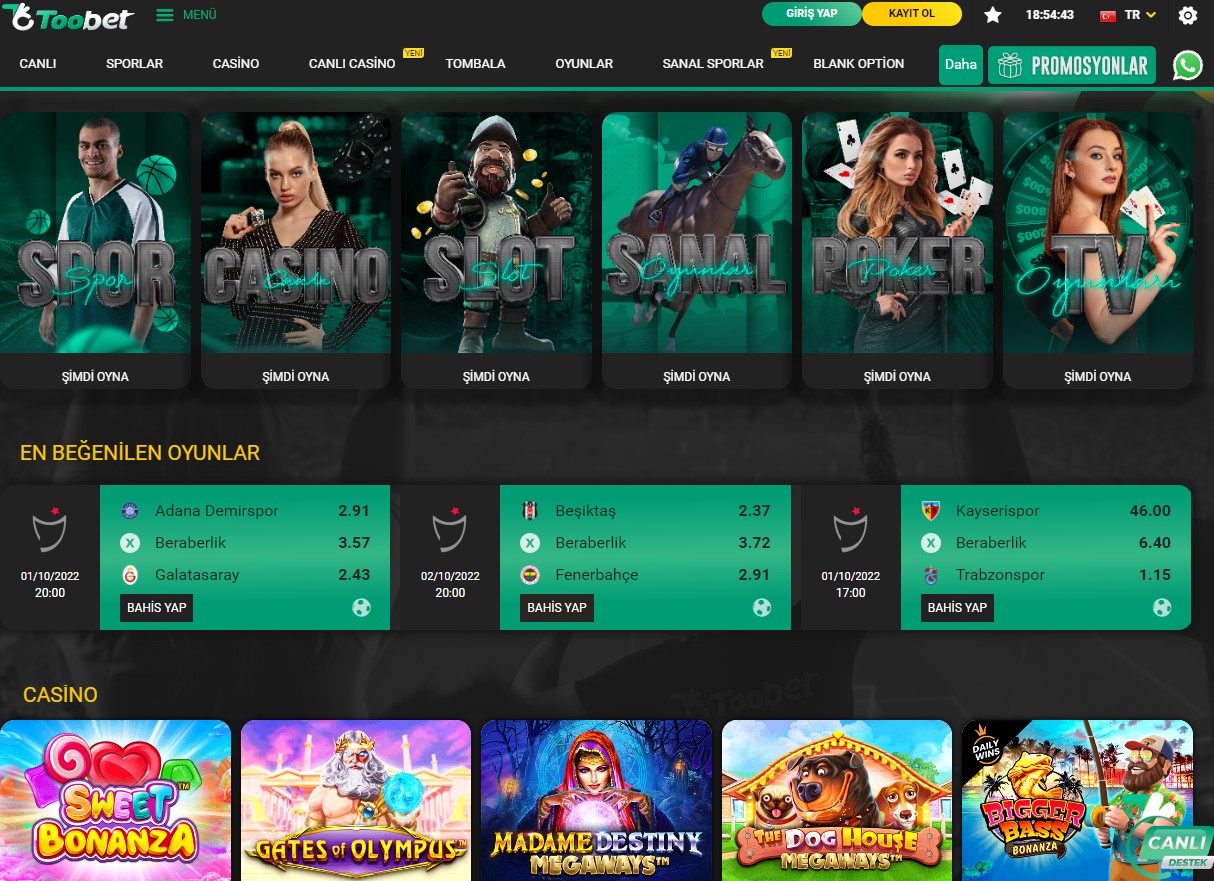 Toobet
MENÜ
GİRİŞ YAP
KAYIT OL
18:54:43
TR
CANLI
SPORLAR
CASINO
CANLI CASINO
YENİ
TOMBALA
OYUNLAR
SANAL SPORLAR
YENİ
BLANK OPTION
Daha
PROMOSYONLAR
SPOR
Spor
CASINO
Casino
SLOT
Slot
SANAL
Oyunlar
POKER
Poker
TV
Oyunları
ŞİMDİ OYNA
ŞİMDİ OYNA
ŞİMDİ OYNA
ŞİMDİ OYNA
ŞİMDİ OYNA
ŞİMDİ OYNA
EN BEĞENİLEN OYUNLAR
01/10/2022
20:00
Adana Demirspor 2.91
X Beraberlik 3.57
Galatasaray 2.43
BAHİS YAP
02/10/2022
20:00
Beşiktaş 2.37
X Beraberlik 3.72
Fenerbahçe 2.91
BAHİS YAP
01/10/2022
17:00
Kayserispor 46.00
X Beraberlik 6.40
Trabzonspor 1.15
BAHİS YAP
Toobet
CASİNO
SWEET
BONANZA
GATES of OLYMPUS™
MADAME DESTINY
MEGAWAYS™
THE DOG HOUSE
MEGAWAYS™
DAILY
WINS
BIGGER
BASS
BONANZA
CANLI
DESTEK